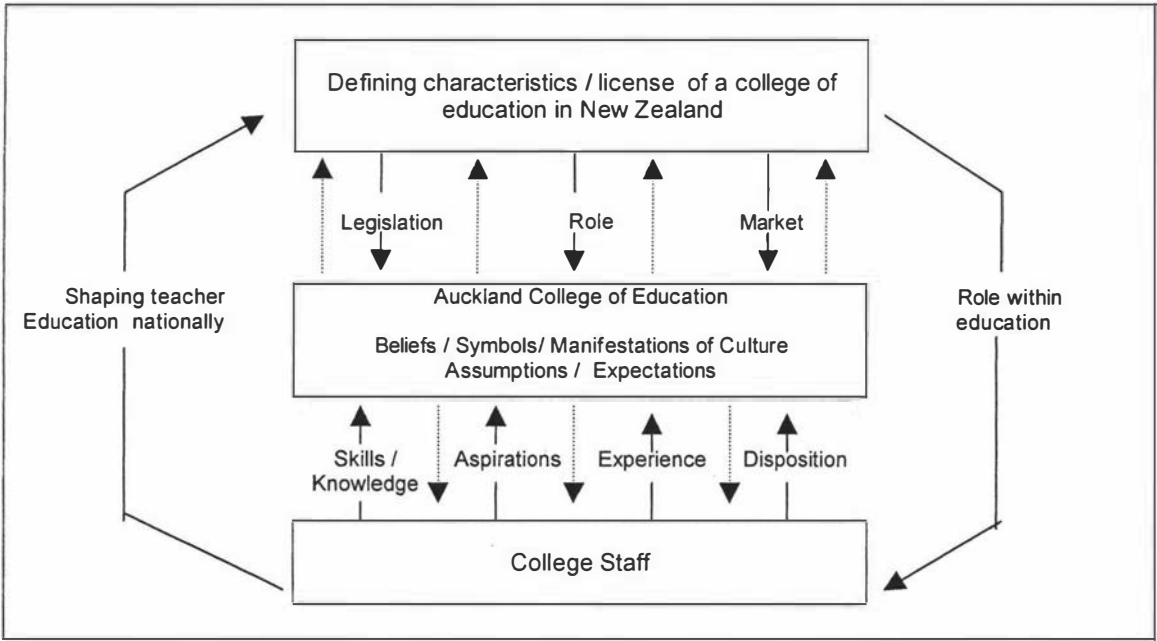 Defining characteristics / license of a college of
education in New Zealand
Legislation
Role
Market
Shaping teacher
Education nationally
Auckland College of Education
Beliefs / Symbols/ Manifestations of Culture
Assumptions / Expectations
Role within
education
Skills /
Knowledge
Aspirations
Experience
Disposition
College Staff